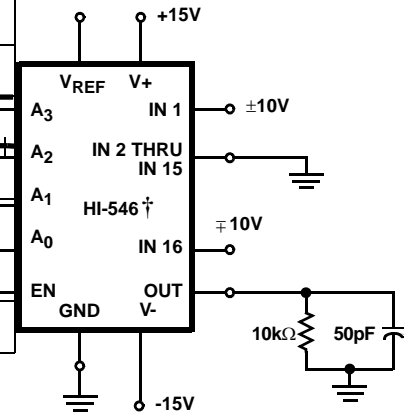 +15V
VREF V+
A3 IN 1 ±10V
A2 IN 2 THRU
IN 15
A1
HI-546 †
∓10V
A0 IN 16
EN OUT
GND V-
10kΩ 50pF
-15V